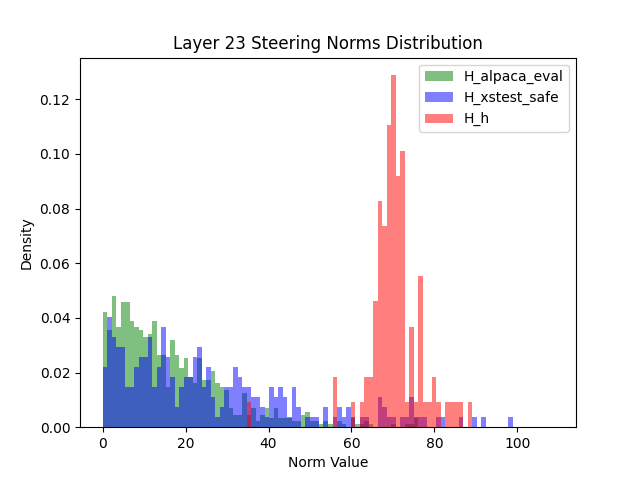 Layer 23 Steering Norms Distribution
H_alpaca_eval
H_xstest_safe
H_h
0.12
0.10
0.08
0.06
0.04
0.02
0.00
Density
0 20 40 60 80 100
Norm Value